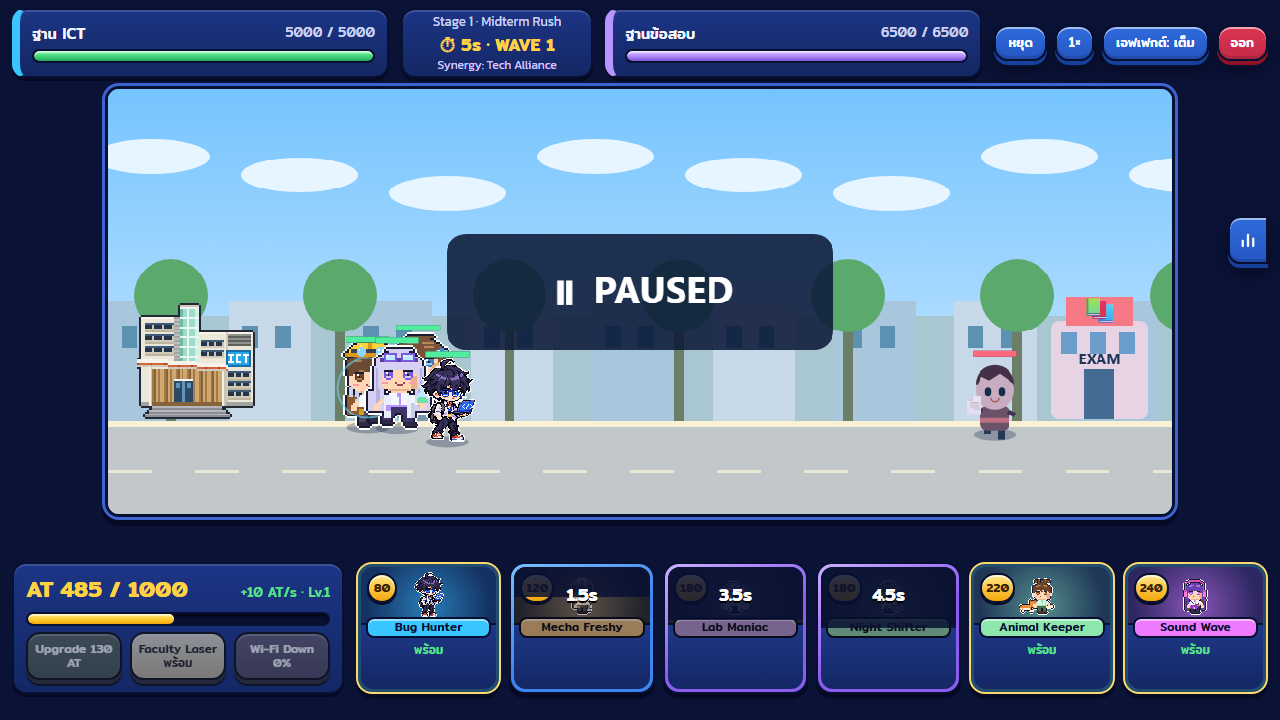 ฐาน ICT
5000 / 5000
Stage 1 · Midterm Rush
⏱ 5s · WAVE 1
Synergy: Tech Alliance
ฐานข้อสอบ
6500 / 6500
หยุด
1×
เอฟเฟกต์: เต็ม
ออก
PAUSED
ICT
EXAM
AT 485 / 1000
+10 AT/s · Lv.1
Upgrade 130
AT
Faculty Laser
พร้อม
Wi-Fi Down
0%
80
Bug Hunter
พร้อม
120
1.5s
Mecha Freshy
180
3.5s
Lab Maniac
180
4.5s
Night Shifter
220
Animal Keeper
พร้อม
240
Sound Wave
พร้อม